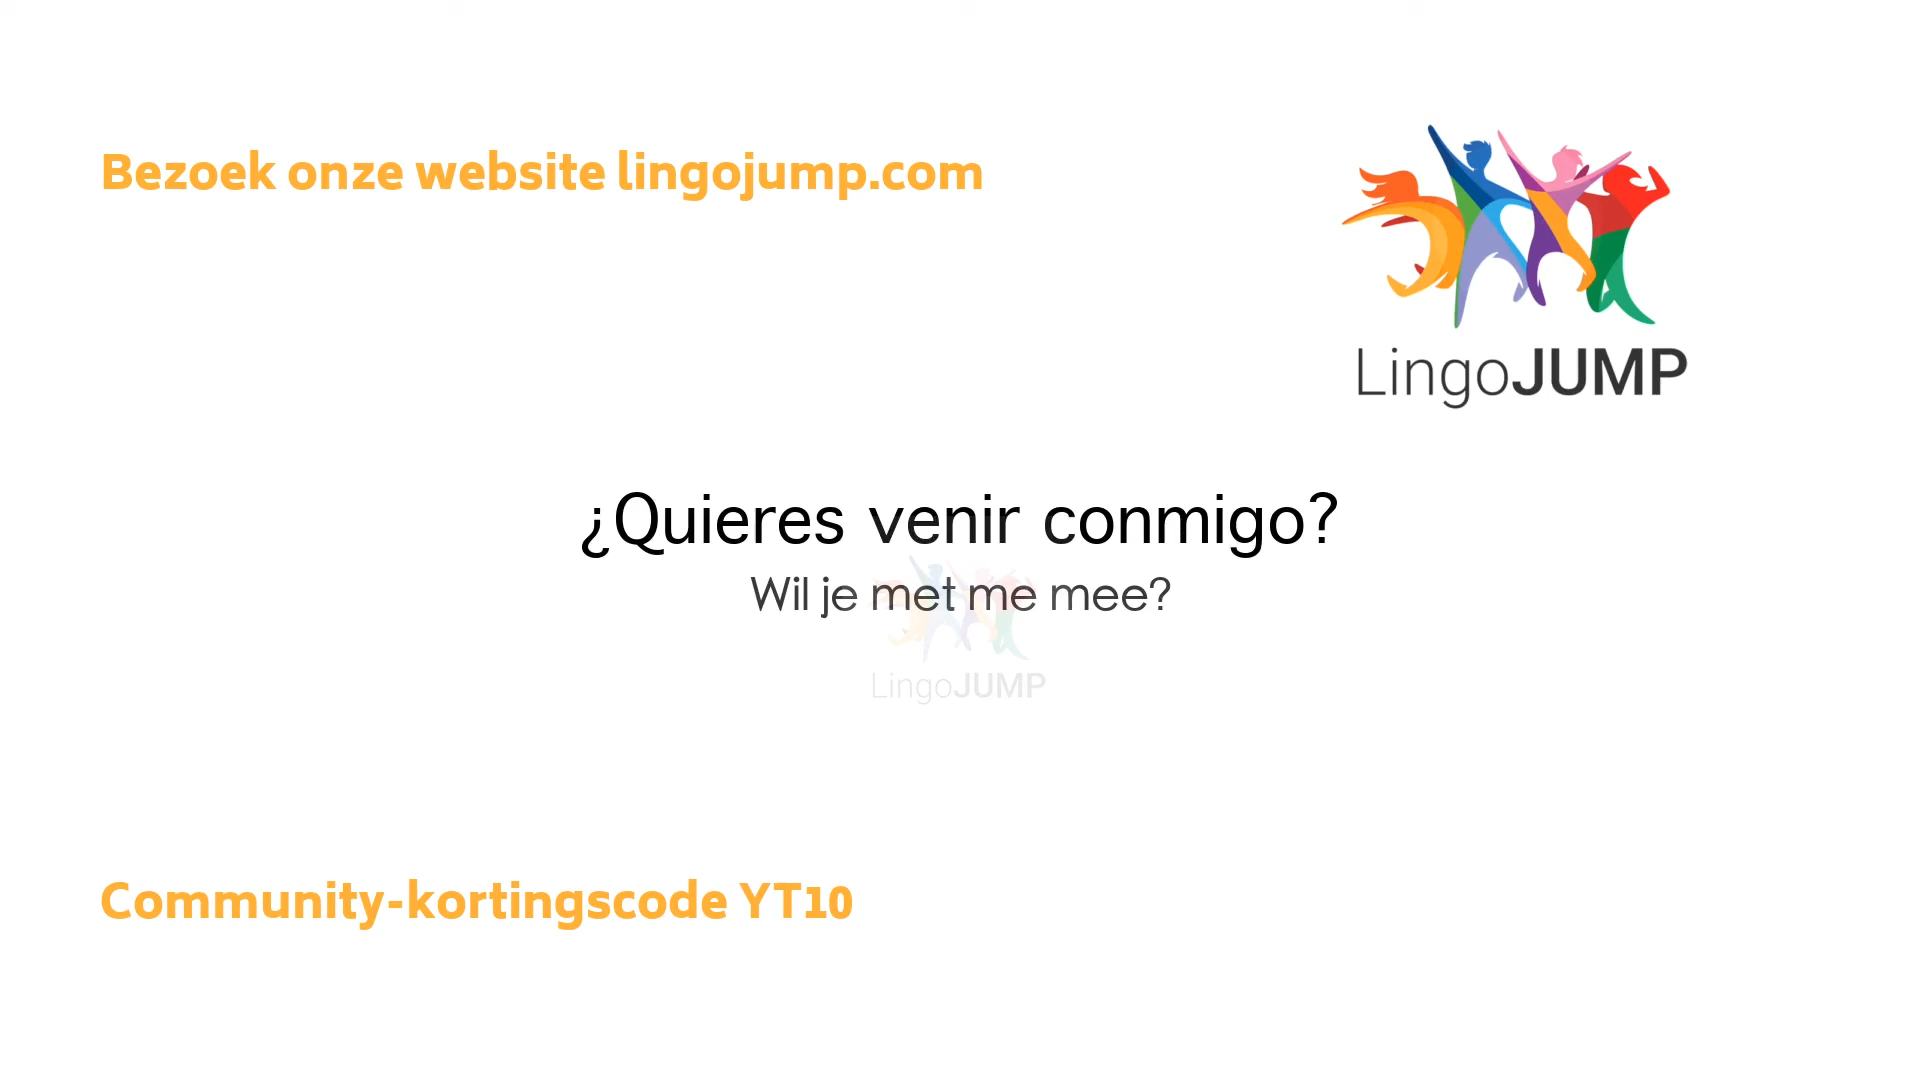 Bezoek onze website lingojump.com
LingoJUMP
¿Quieres venir conmigo?
Wil je met me mee?
LingoJUMP
Community-kortingscode YT10